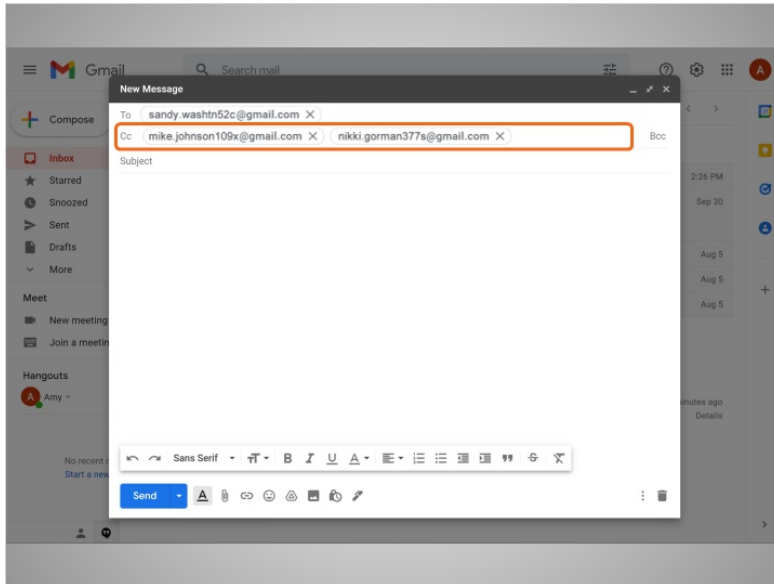 Gmail
Search mail
A
New Message
Compose
To sandy.washtn52c@gmail.com
Cc mike.johnson109x@gmail.com nikki.gorman377s@gmail.com Bcc
Subject
Inbox
Starred
Snoozed
Sent
Drafts
More
2:26 PM
Sep 30
Aug 5
Aug 5
Aug 5
Meet
New meeting
Join a meetin
Hangouts
A Amy
No recent
Start a new
inutes ago
Details
Sans Serif
Send